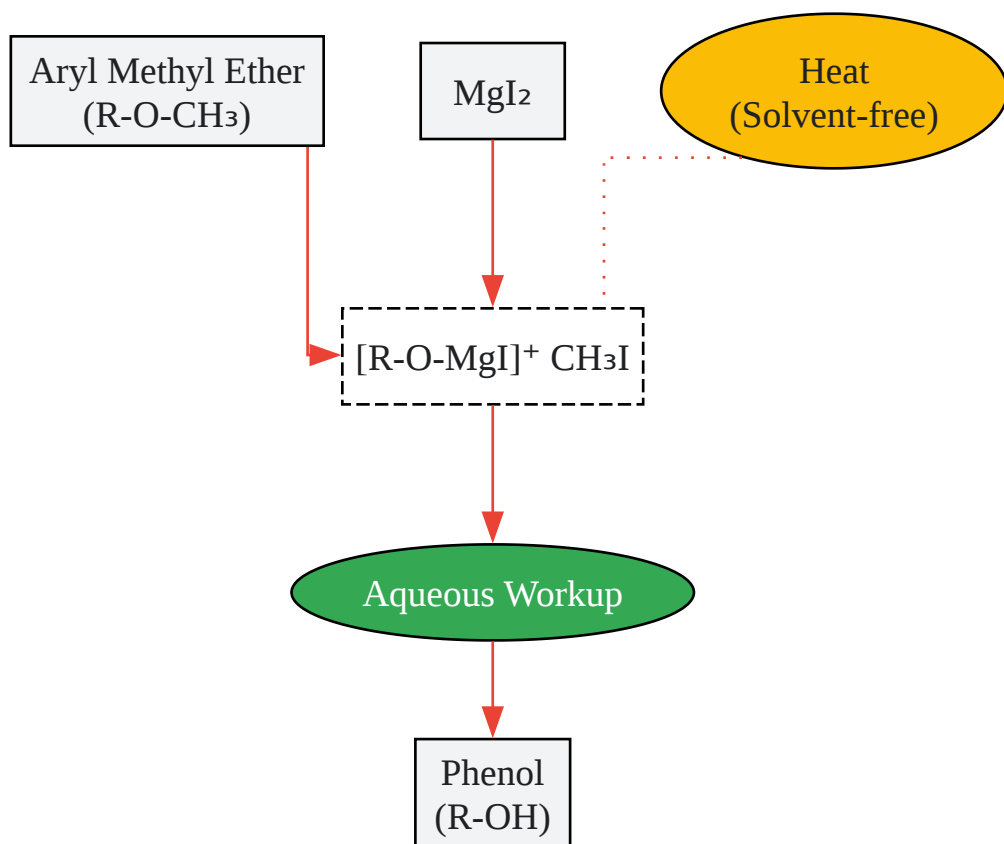 Aryl Methyl Ether
(R-O-CH₃)
MgI₂
Heat
(Solvent-free)
[R-O-MgI]⁺ CH₃I
Aqueous Workup
Phenol
(R-OH)